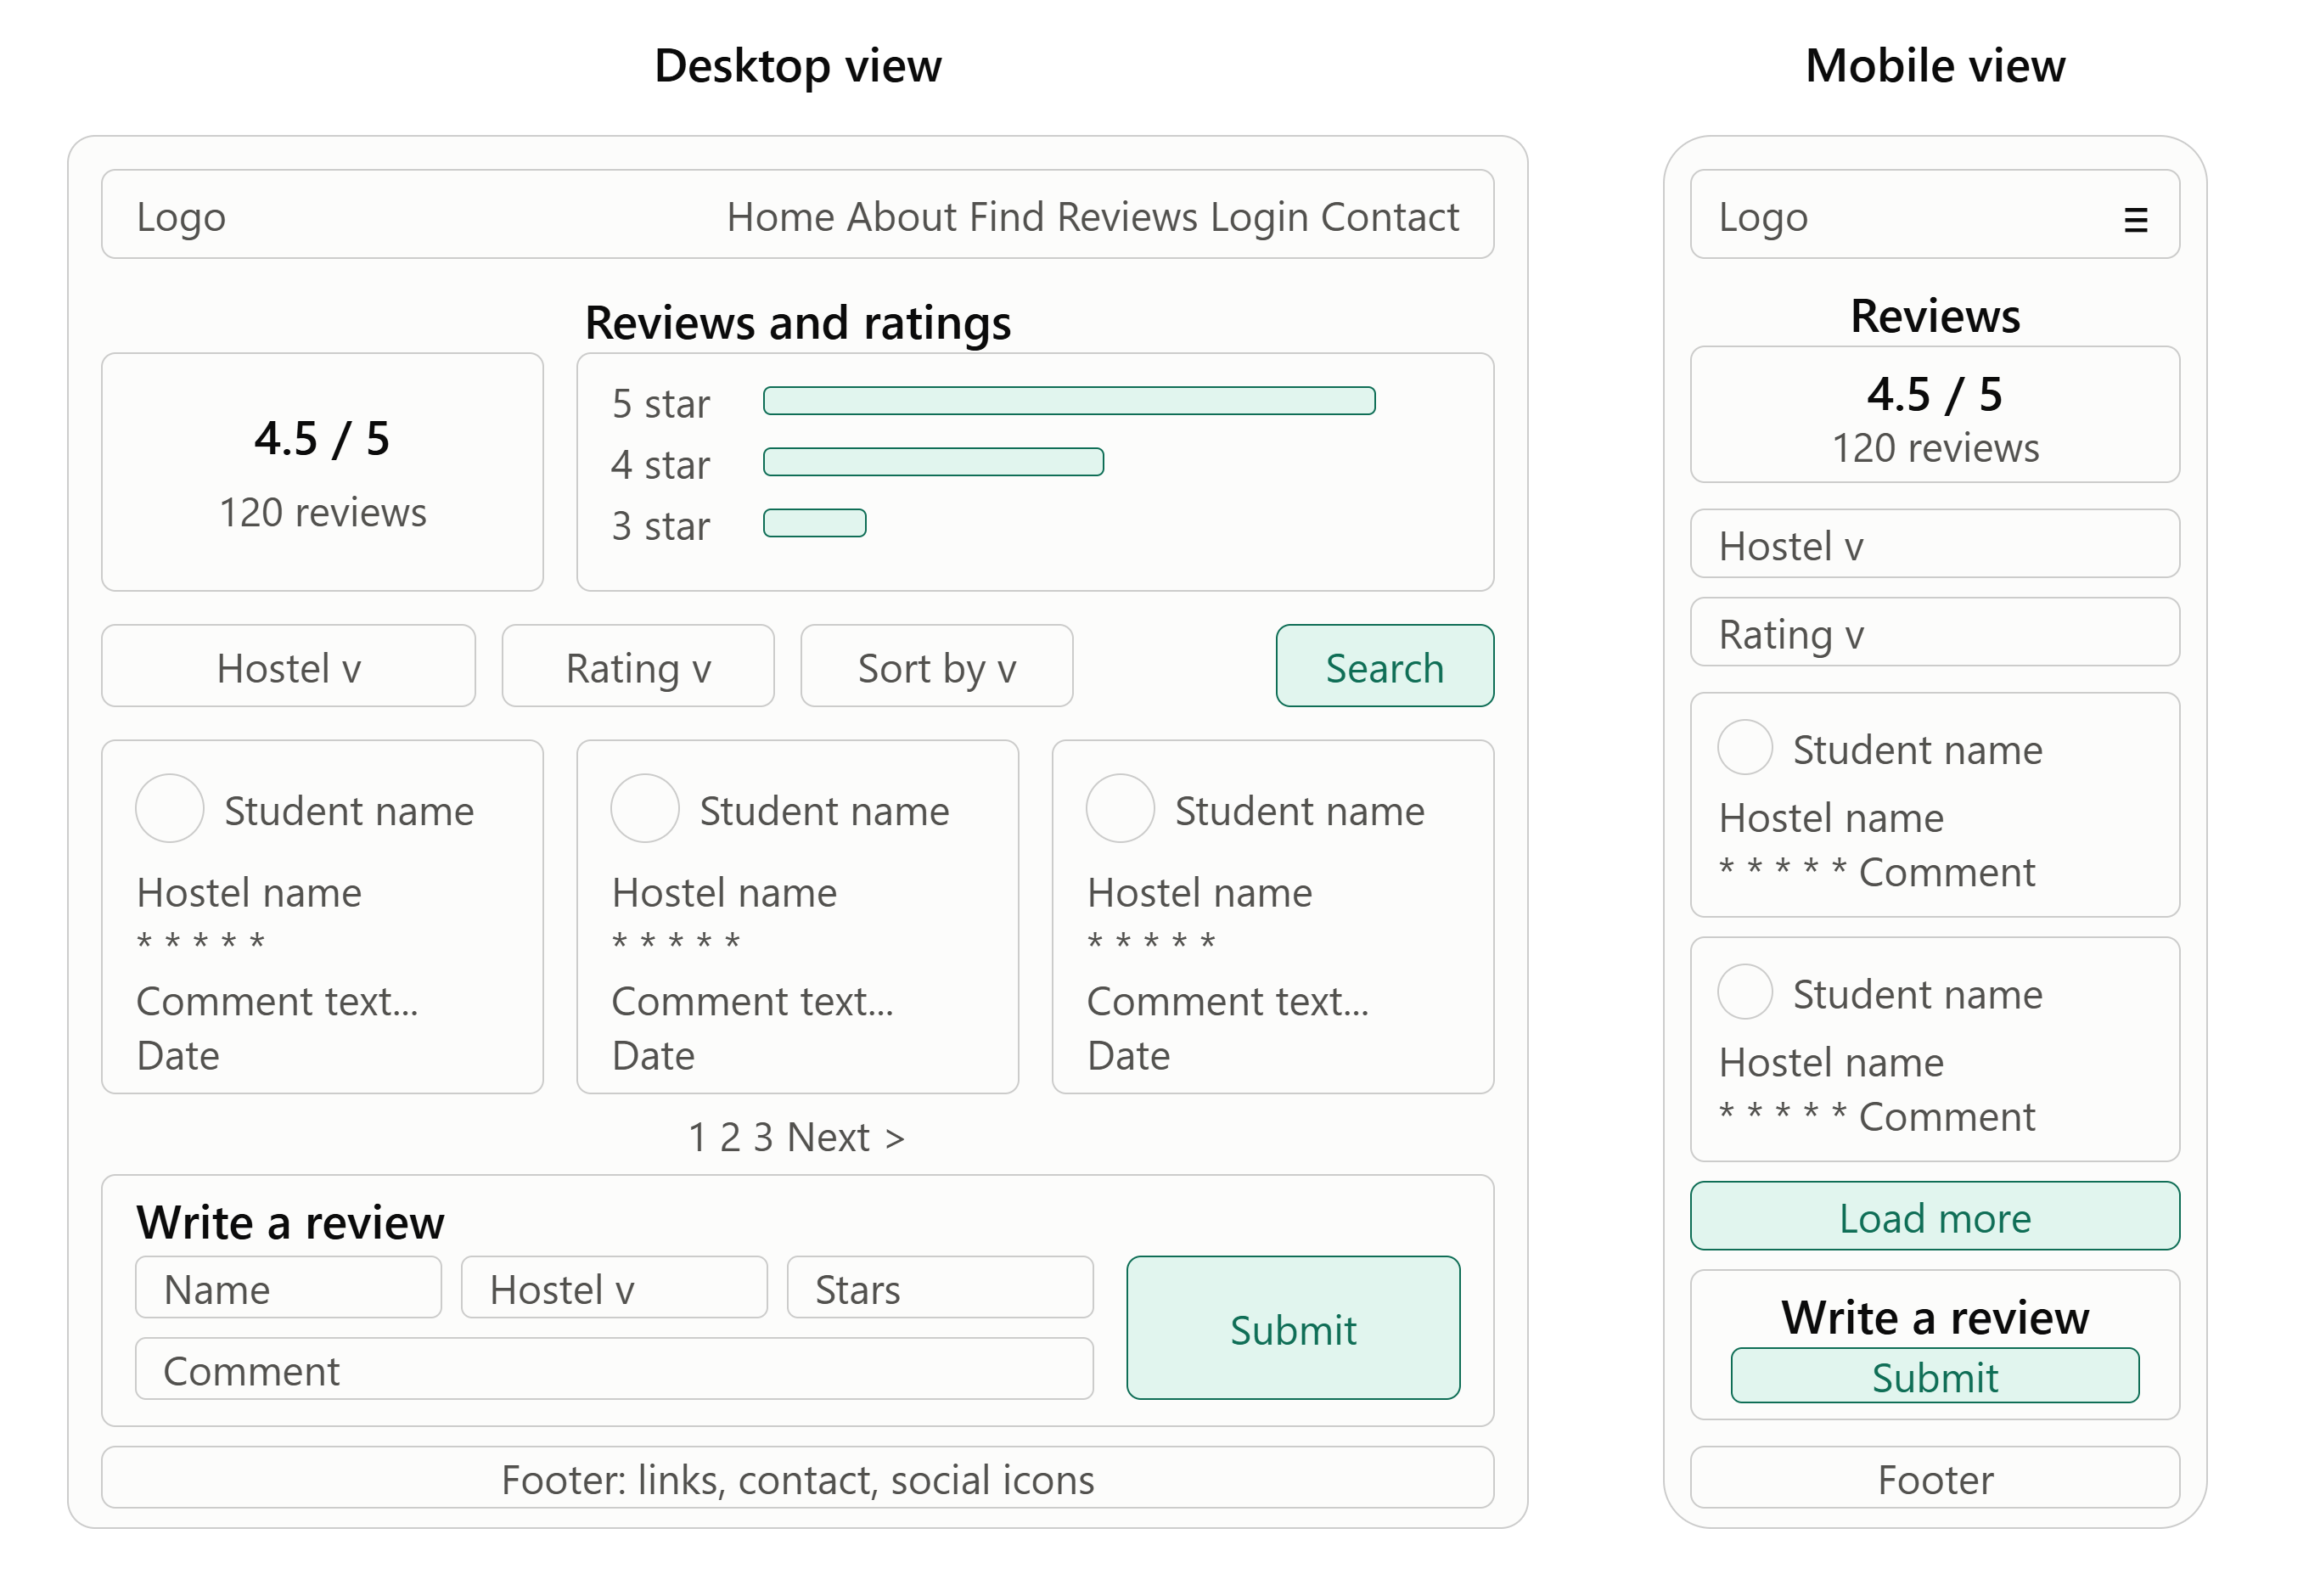 Desktop view
Logo
Home About Find Reviews Login Contact
Reviews and ratings
4.5 / 5
120 reviews
5 star
4 star
3 star
Hostel v
Rating v
Sort by v
Search
Student name
Hostel name
* * * * *
Comment text...
Date
Student name
Hostel name
* * * * *
Comment text...
Date
Student name
Hostel name
* * * * *
Comment text...
Date
1 2 3 Next >
Write a review
Name
Hostel v
Stars
Comment
Submit
Footer: links, contact, social icons
Mobile view
Logo
Reviews
4.5 / 5
120 reviews
Hostel v
Rating v
Student name
Hostel name
* * * * * Comment
Student name
Hostel name
* * * * * Comment
Load more
Write a review
Submit
Footer